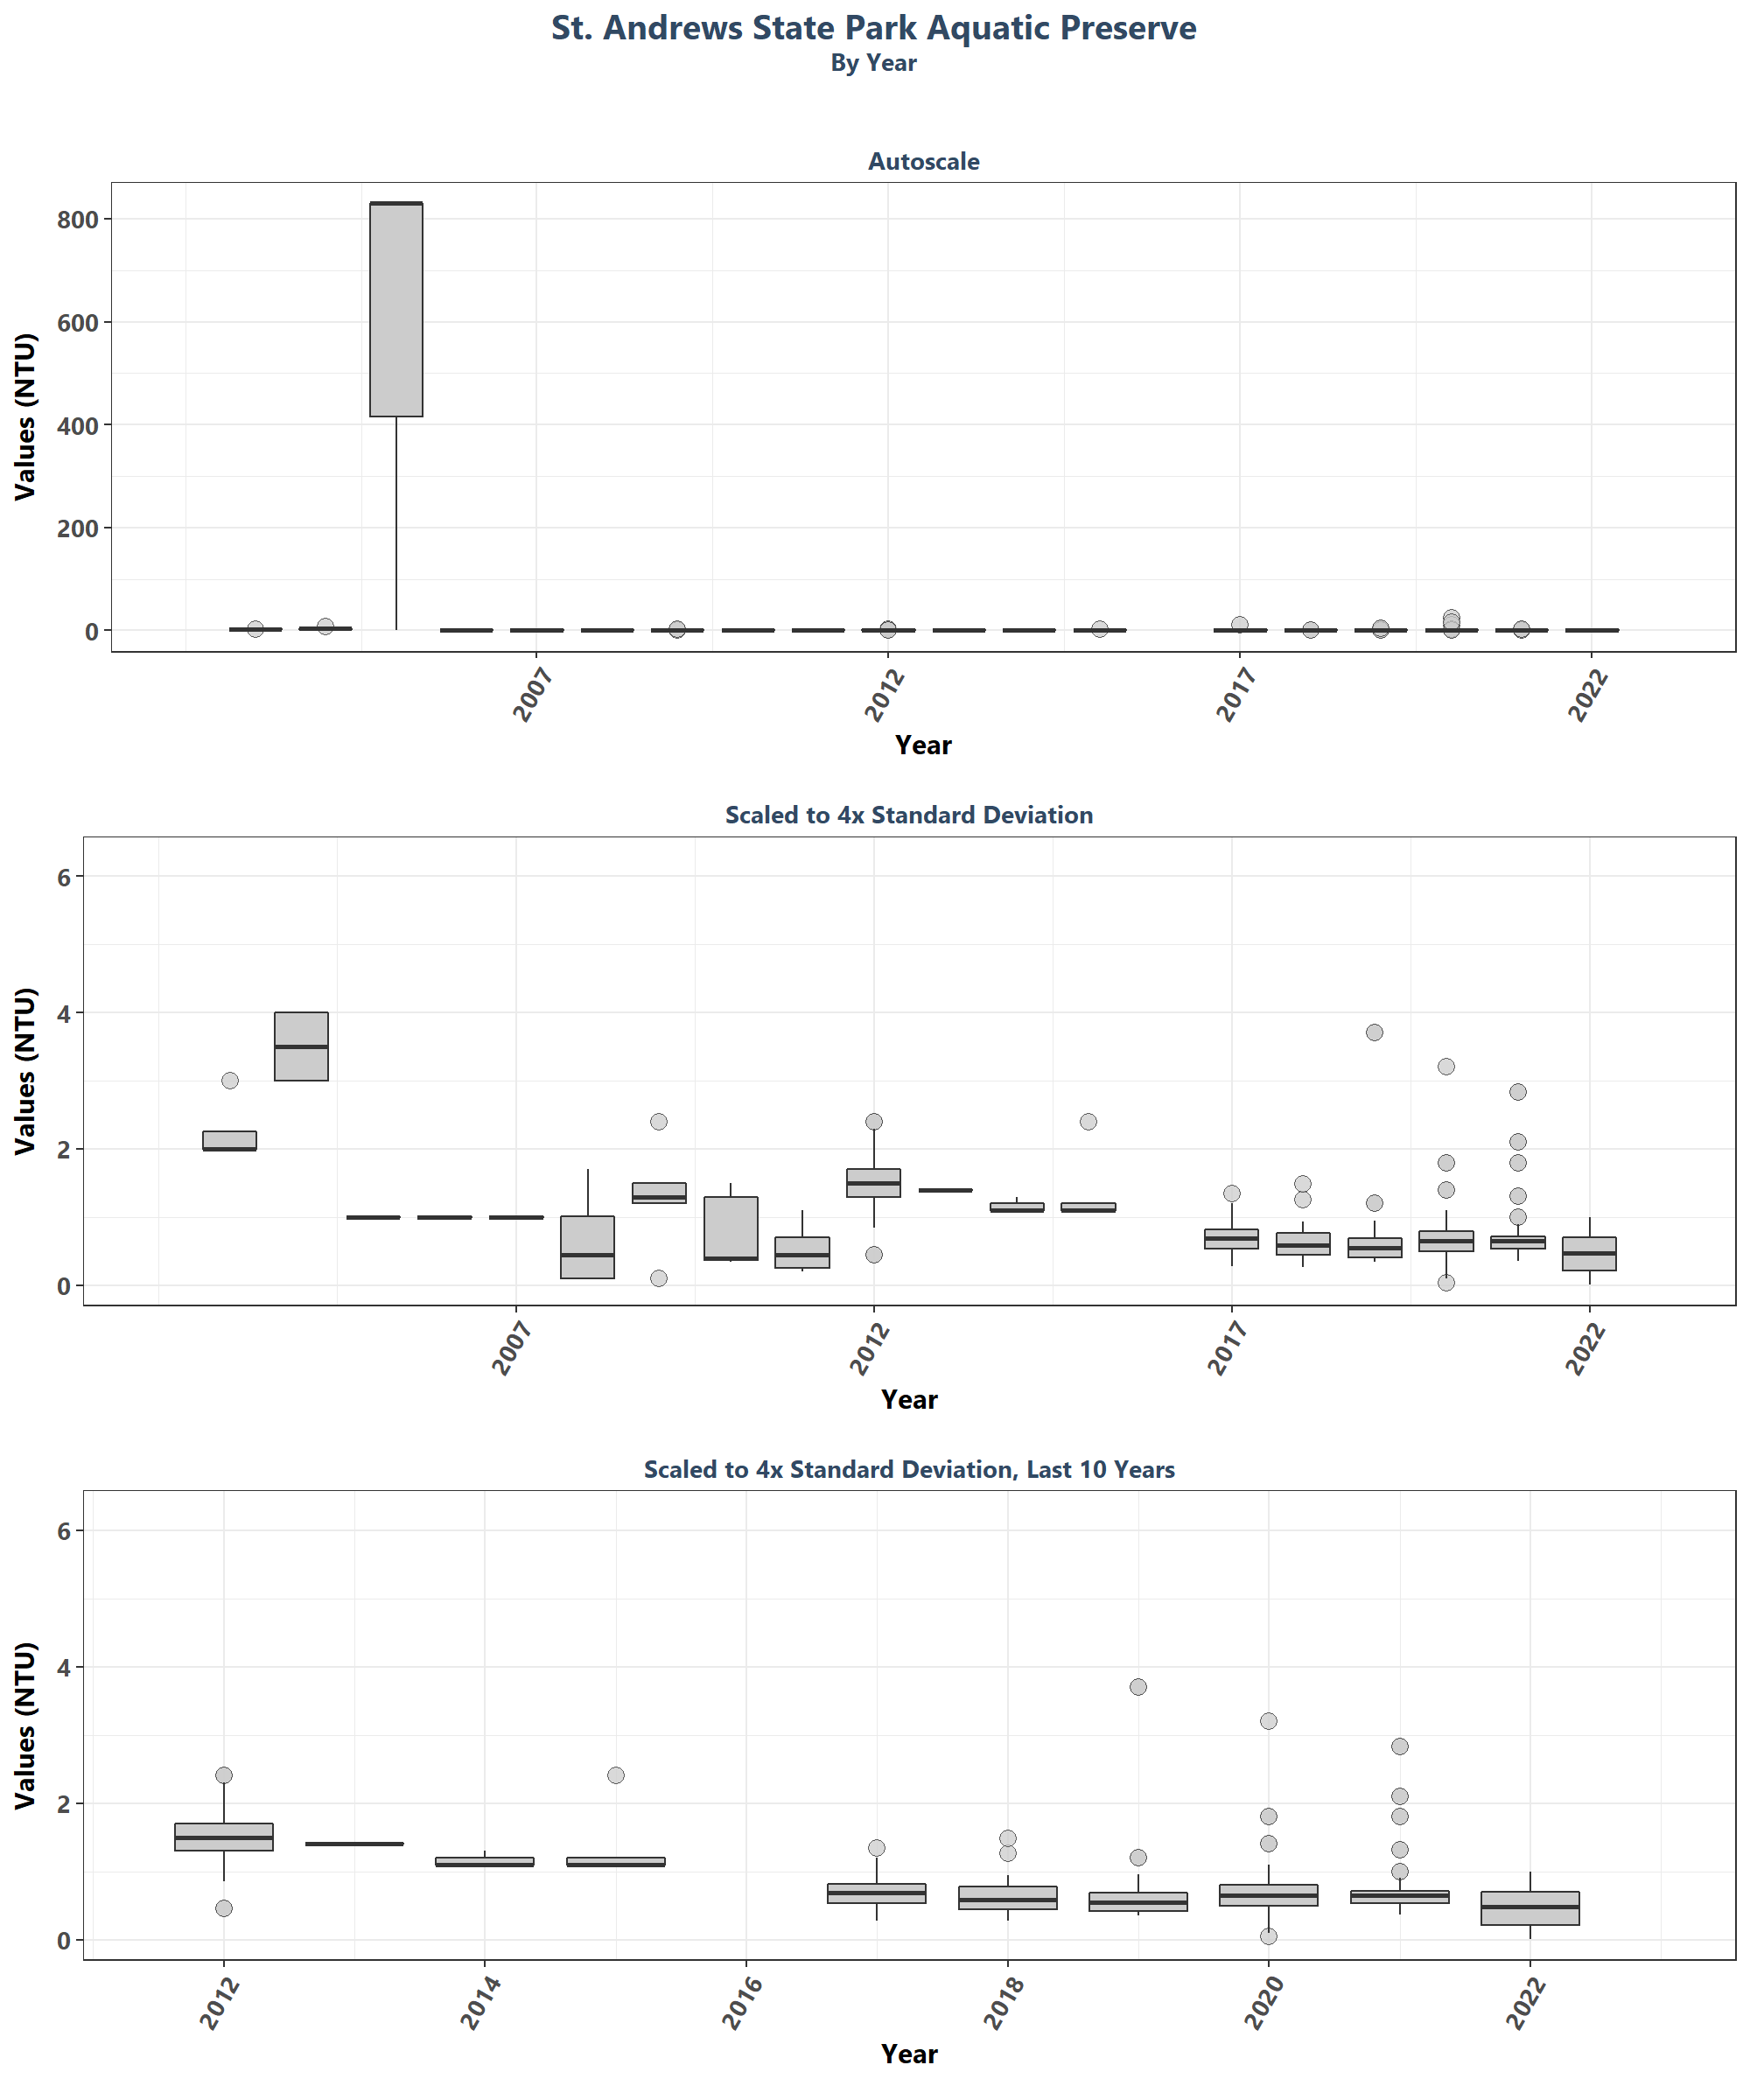 St. Andrews State Park Aquatic Preserve
By Year
Autoscale
Values (NTU)
800
600
400
200
0
2007
2012
2017
2022
Year
Scaled to 4x Standard Deviation
Values (NTU)
6
4
2
0
2007
2012
2017
2022
Year
Scaled to 4x Standard Deviation, Last 10 Years
Values (NTU)
6
4
2
0
2012
2014
2016
2018
2020
2022
Year